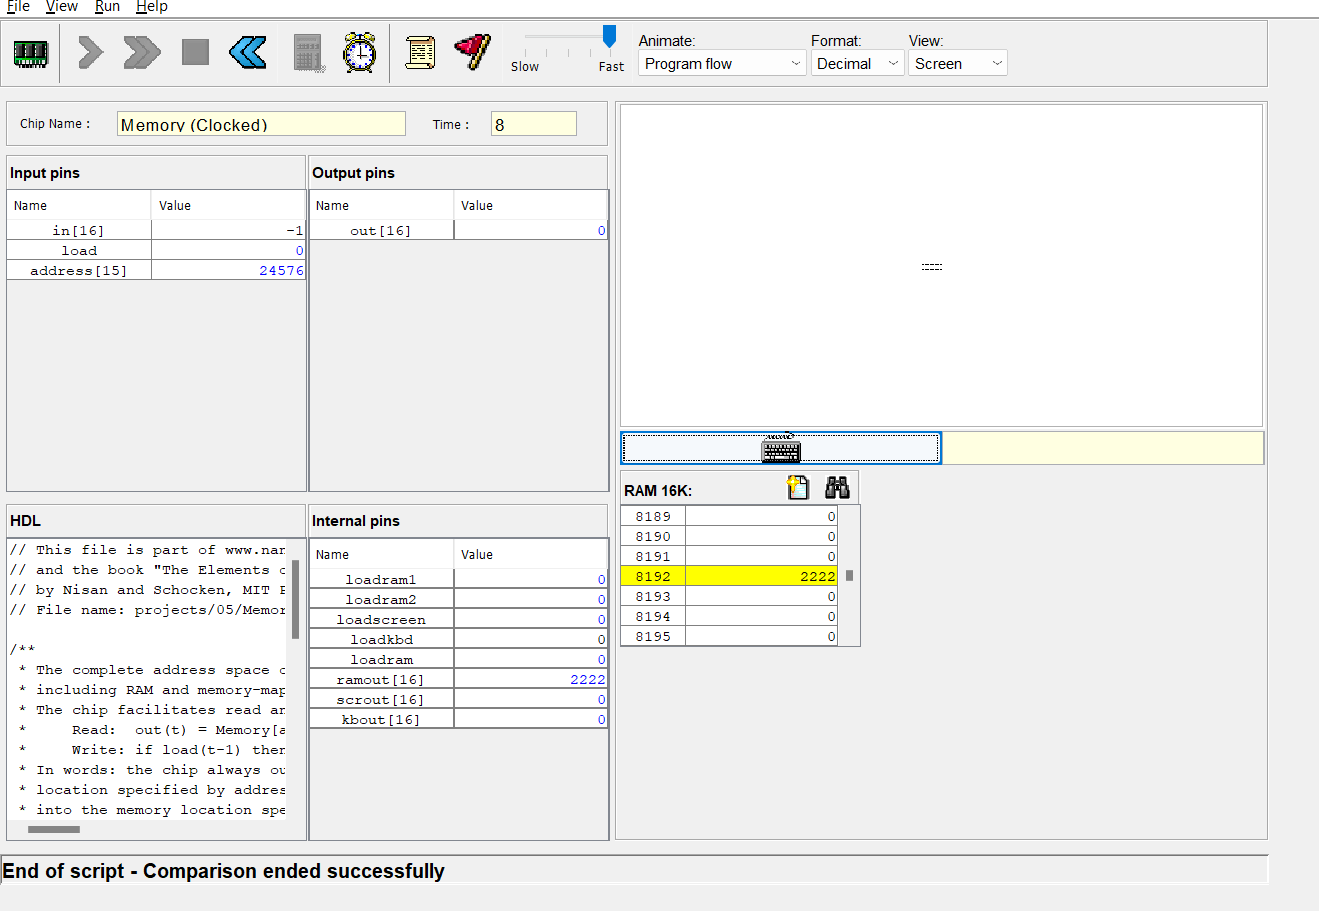 File View Run Help
Animate: Format: View:
Slow Fast Program flow Decimal Screen
Chip Name : Memory (Clocked) Time : 8
Input pins
Name Value
in[16] -1
load 0
address[15] 24576
Output pins
Name Value
out[16] 0
HDL
// This file is part of www.nan
// and the book "The Elements o
// by Nisan and Schocken, MIT P
// File name: projects/05/Memor
/**
* The complete address space o
* including RAM and memory-map
* The chip facilitates read an
* Read: out(t) = Memory[a
* Write: if load(t-1) then
* In words: the chip always ou
* location specified by addres
* into the memory location spe
Internal pins
Name Value
loadram1 0
loadram2 0
loadscreen 0
loadkbd 0
loadram 0
ramout[16] 2222
scrout[16] 0
kbout[16] 0
RAM 16K:
8189 0
8190 0
8191 0
8192 2222
8193 0
8194 0
8195 0
End of script - Comparison ended successfully